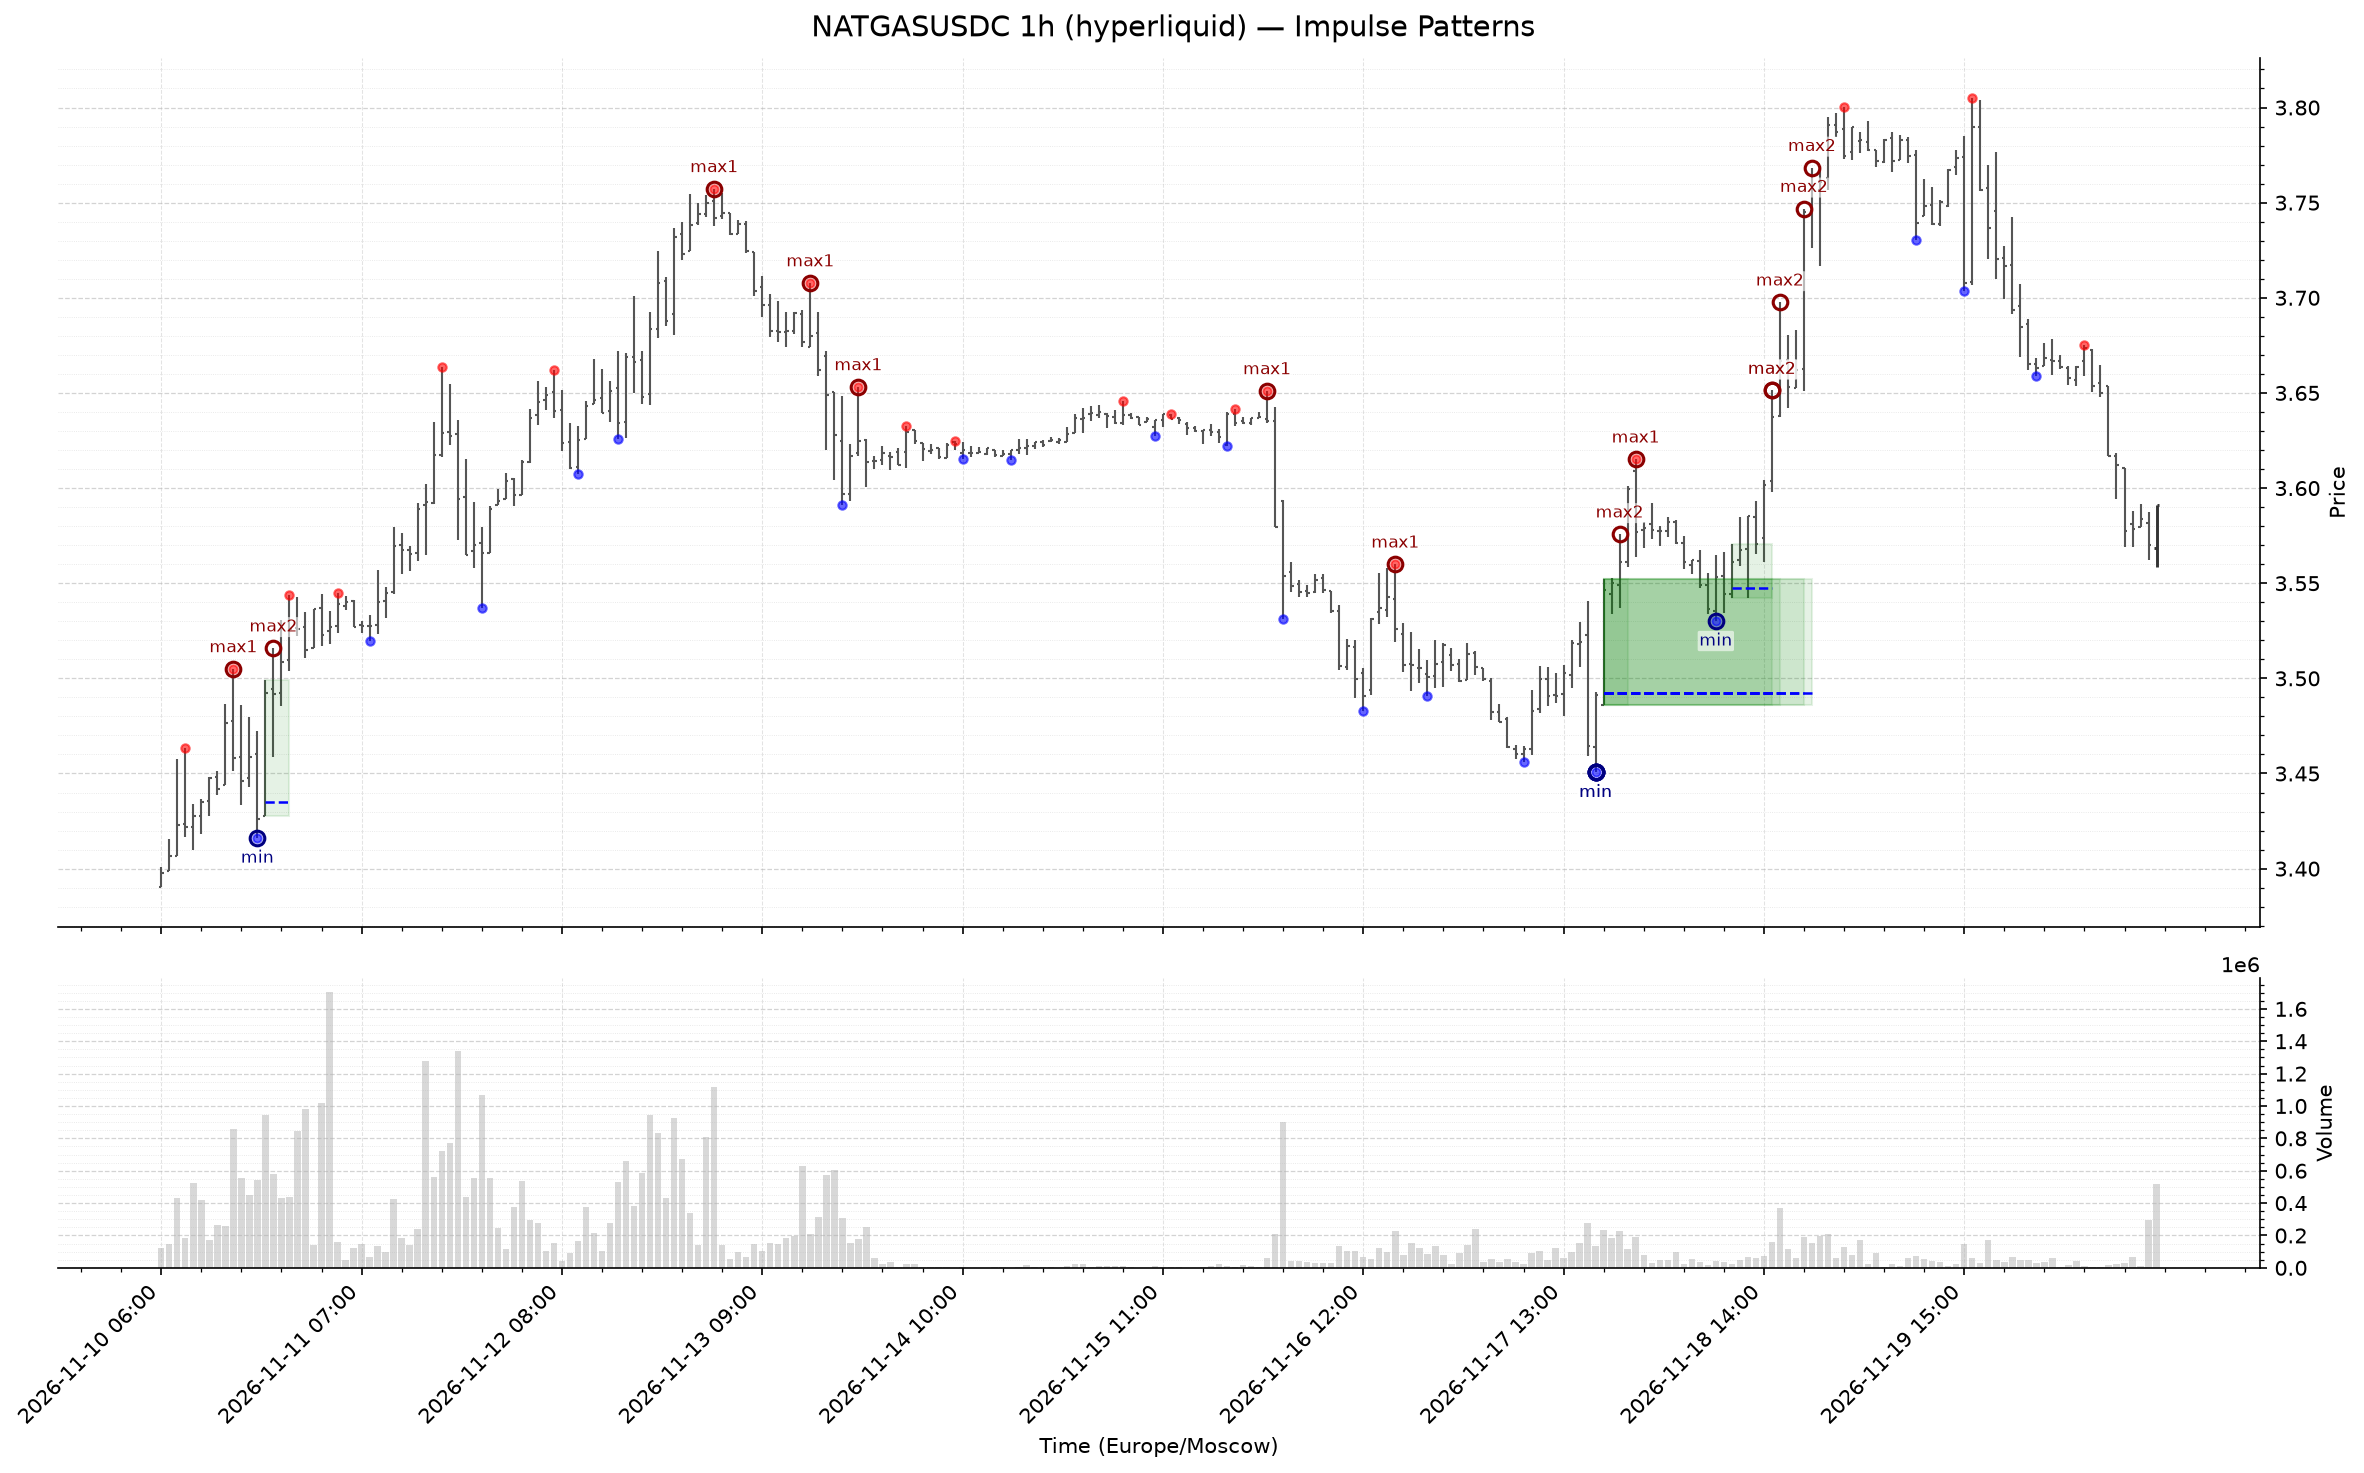 NATGASUSDC 1h (hyperliquid) — Impulse Patterns
3.80
3.75
3.70
3.65
3.60
3.55
3.50
3.45
3.40
Price
max1
max2
min
max1
max1
max1
max1
max1
min
max2
max1
min
max2
max2
max2
max2
1e6
1.6
1.4
1.2
1.0
0.8
0.6
0.4
0.2
0.0
Volume
2026-11-10 06:00
2026-11-11 07:00
2026-11-12 08:00
2026-11-13 09:00
2026-11-14 10:00
2026-11-15 11:00
2026-11-16 12:00
2026-11-17 13:00
2026-11-18 14:00
2026-11-19 15:00
Time (Europe/Moscow)